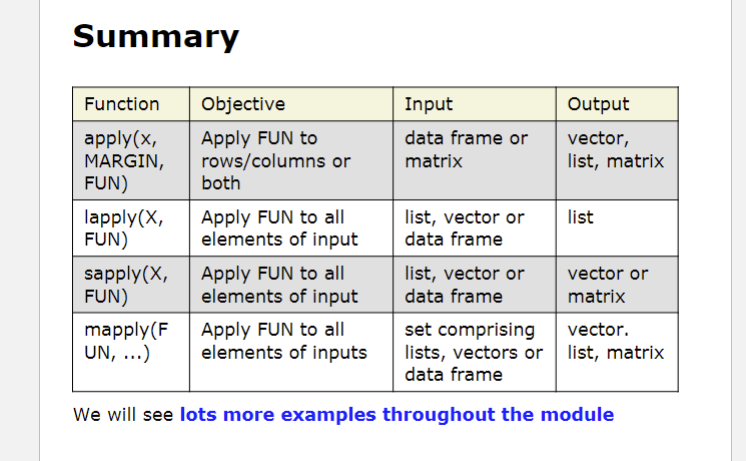 Summary
Function Objective Input Output
apply(x, Apply FUN to data frame or vector,
MARGIN, rows/columns or matrix list, matrix
FUN) both
lapply(X, Apply FUN to all list, vector or list
FUN) elements of input data frame
sapply(X, Apply FUN to all list, vector or vector or
FUN) elements of input data frame matrix
mapply(F Apply FUN to all set comprising vector.
UN, ...) elements of inputs lists, vectors or list, matrix
data frame
We will see lots more examples throughout the module